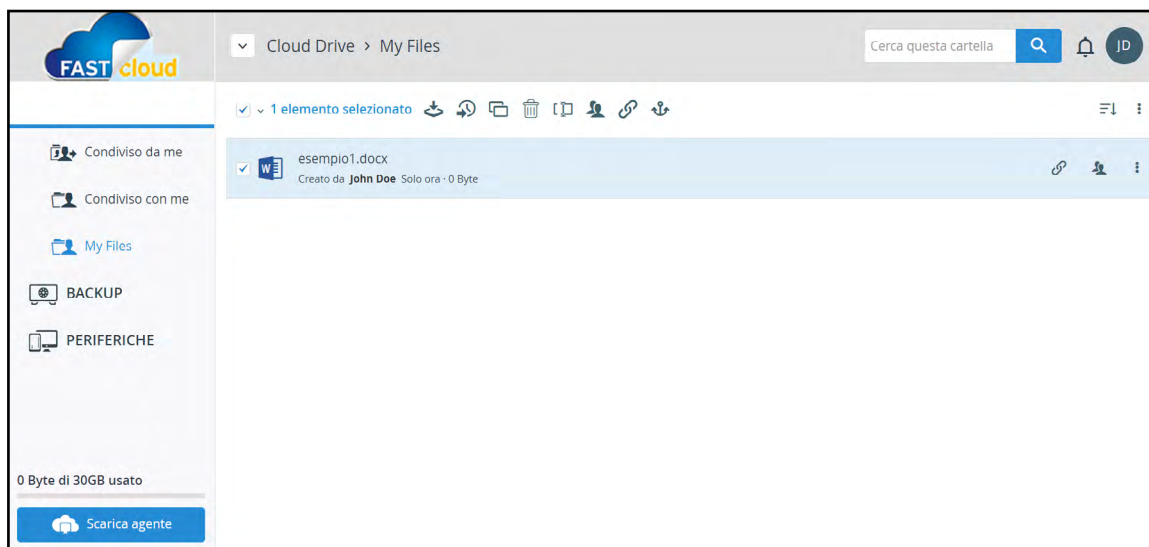 FAST cloud
Cloud Drive > My Files
Cerca questa cartella
JD
1 elemento selezionato
Condiviso da me
Condiviso con me
My Files
BACKUP
PERIFERICHE
0 Byte di 30GB usato
Scarica agente
W
esempio1.docx
Creato da John Doe Solo ora · 0 Byte